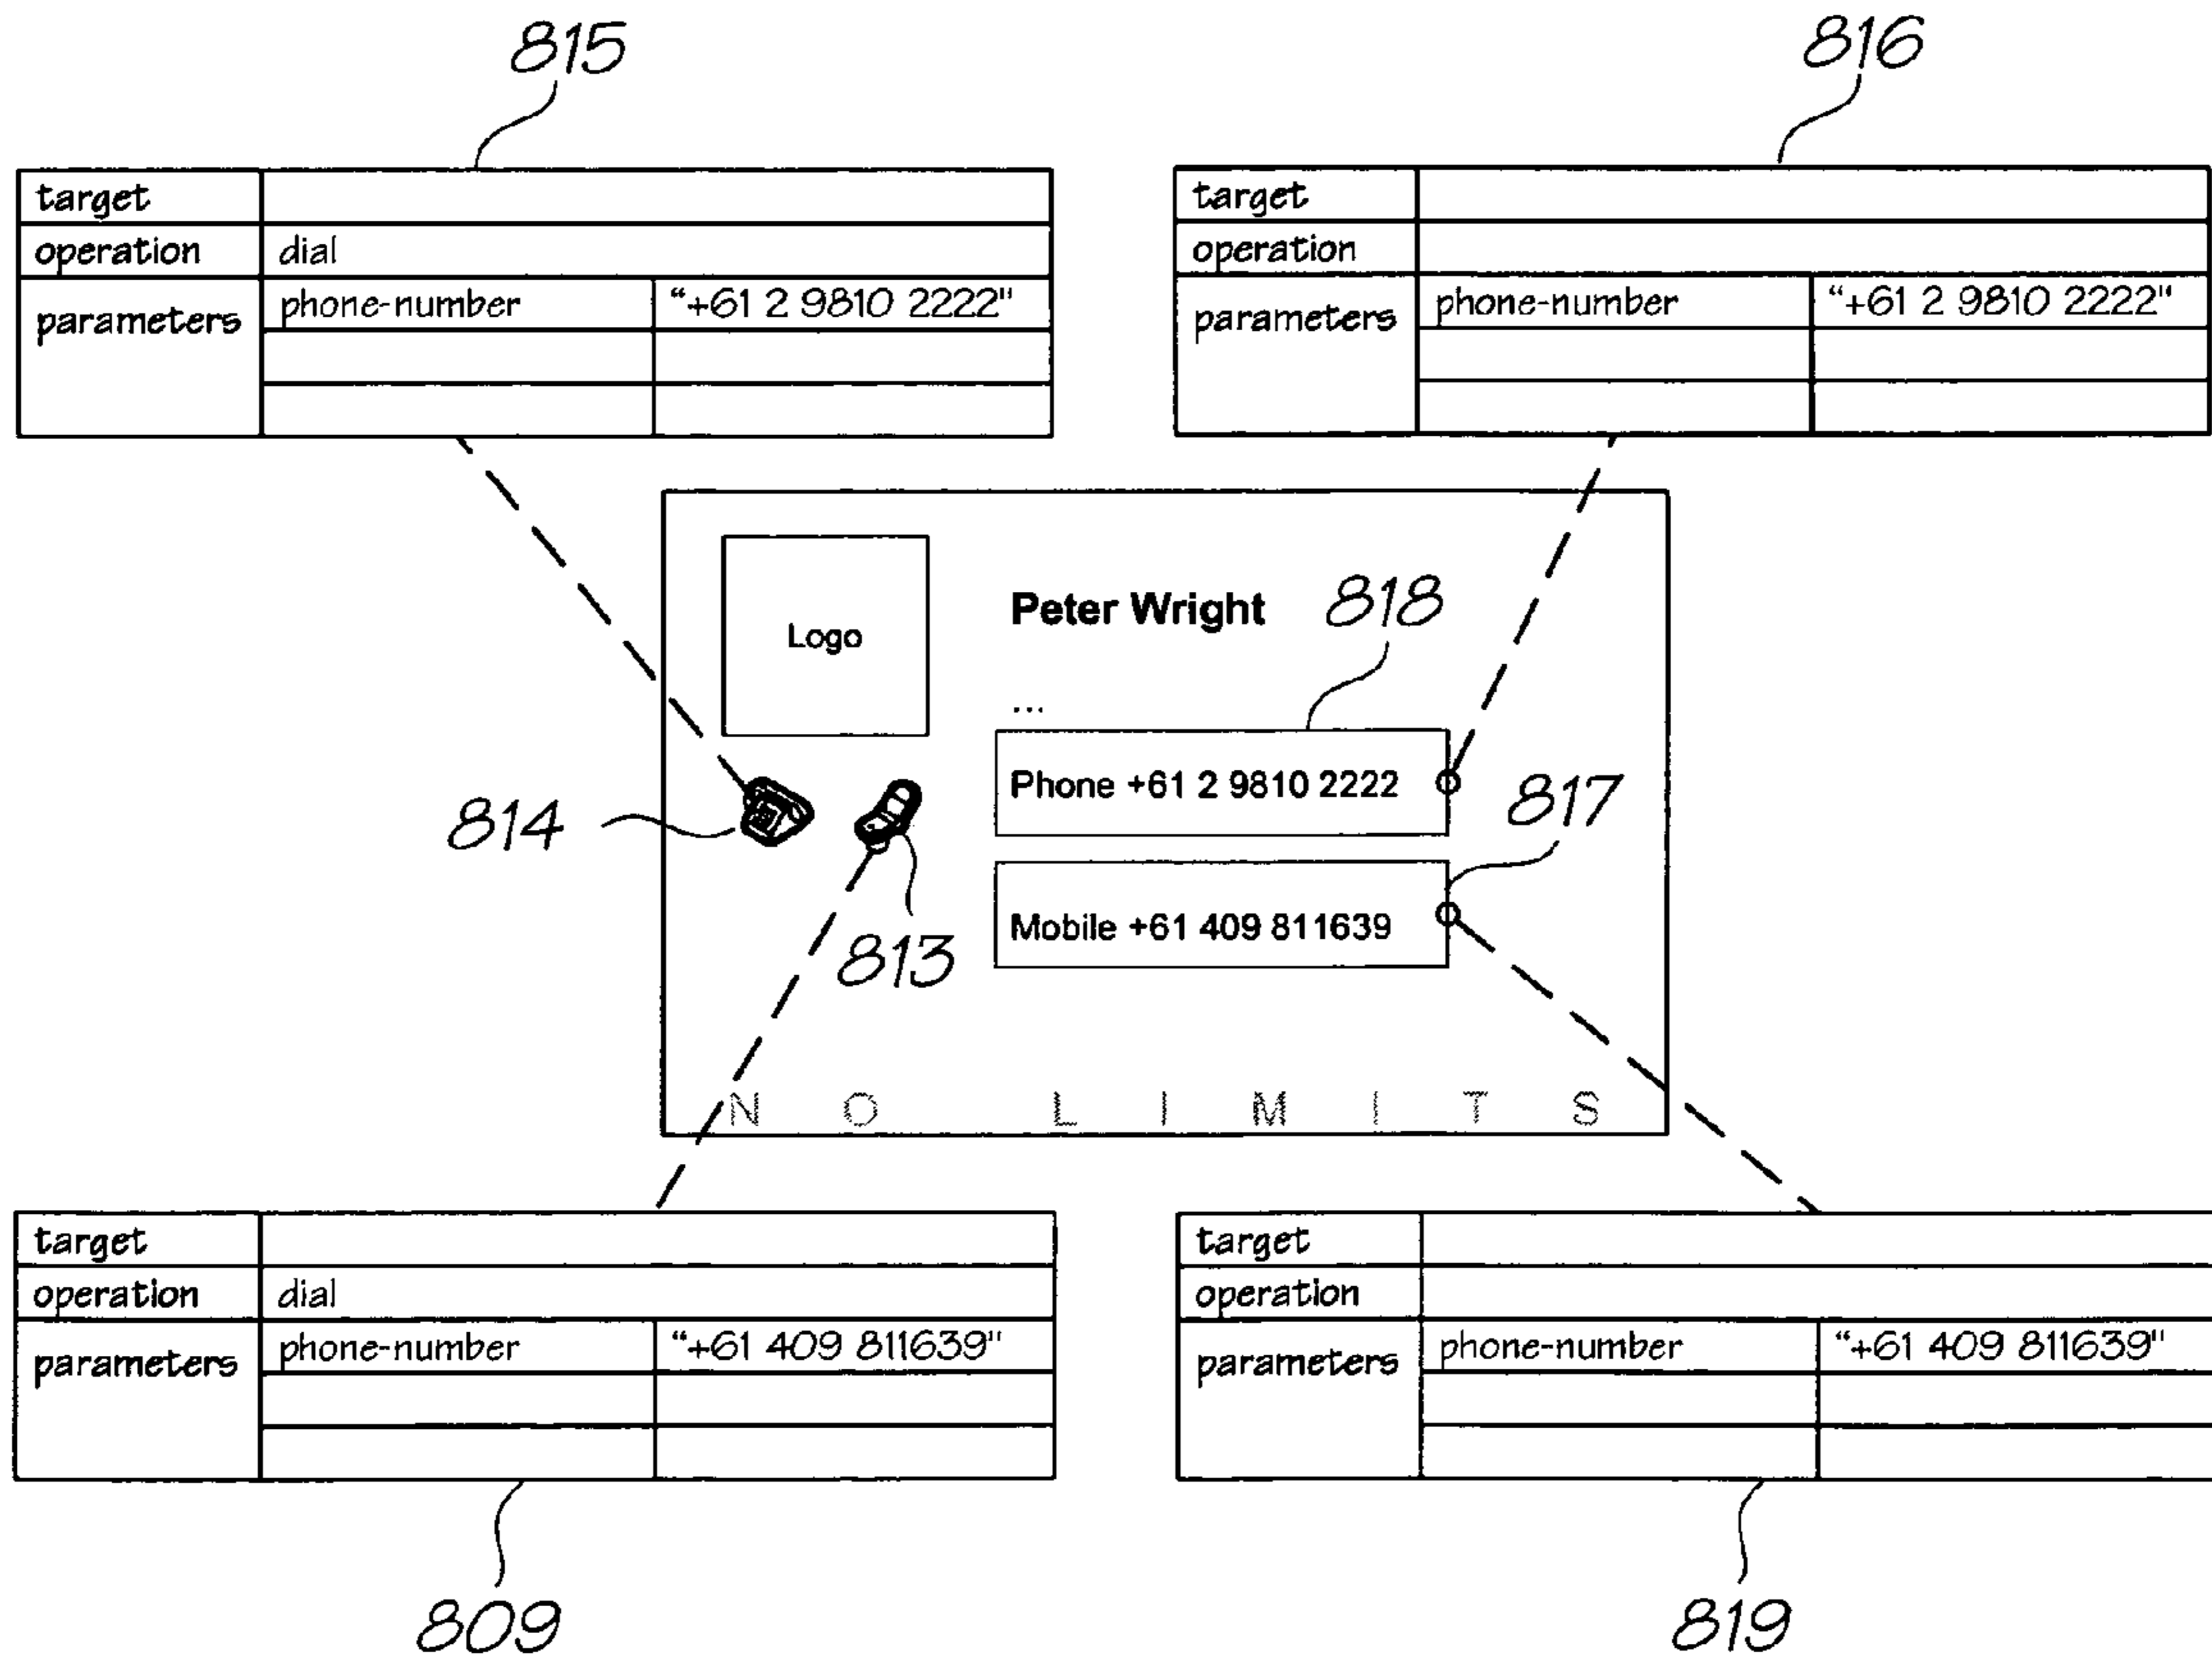 815
816
target
operation dial
parameters phone-number "+61 2 9810 2222"
target
operation
parameters phone-number "+61 2 9810 2222"
Logo
Peter Wright
818
...
Phone +61 2 9810 2222
817
814
813
Mobile +61 409 811639
NO LIMITS
target
operation dial
parameters phone-number "+61 409 811639"
target
operation
parameters phone-number "+61 409 811639"
809
819